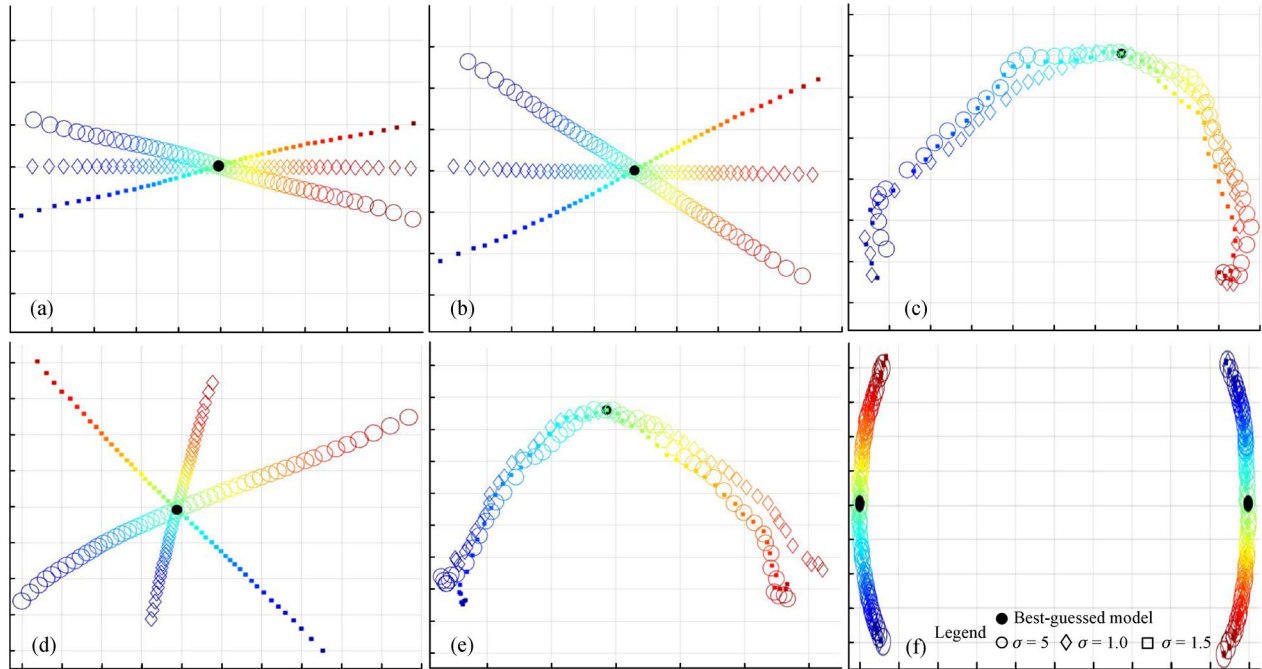 (a)
(b)
(c)
(d)
(e)
(f)
Legend
Best-guessed model
σ = 5
σ = 1.0
σ = 1.5